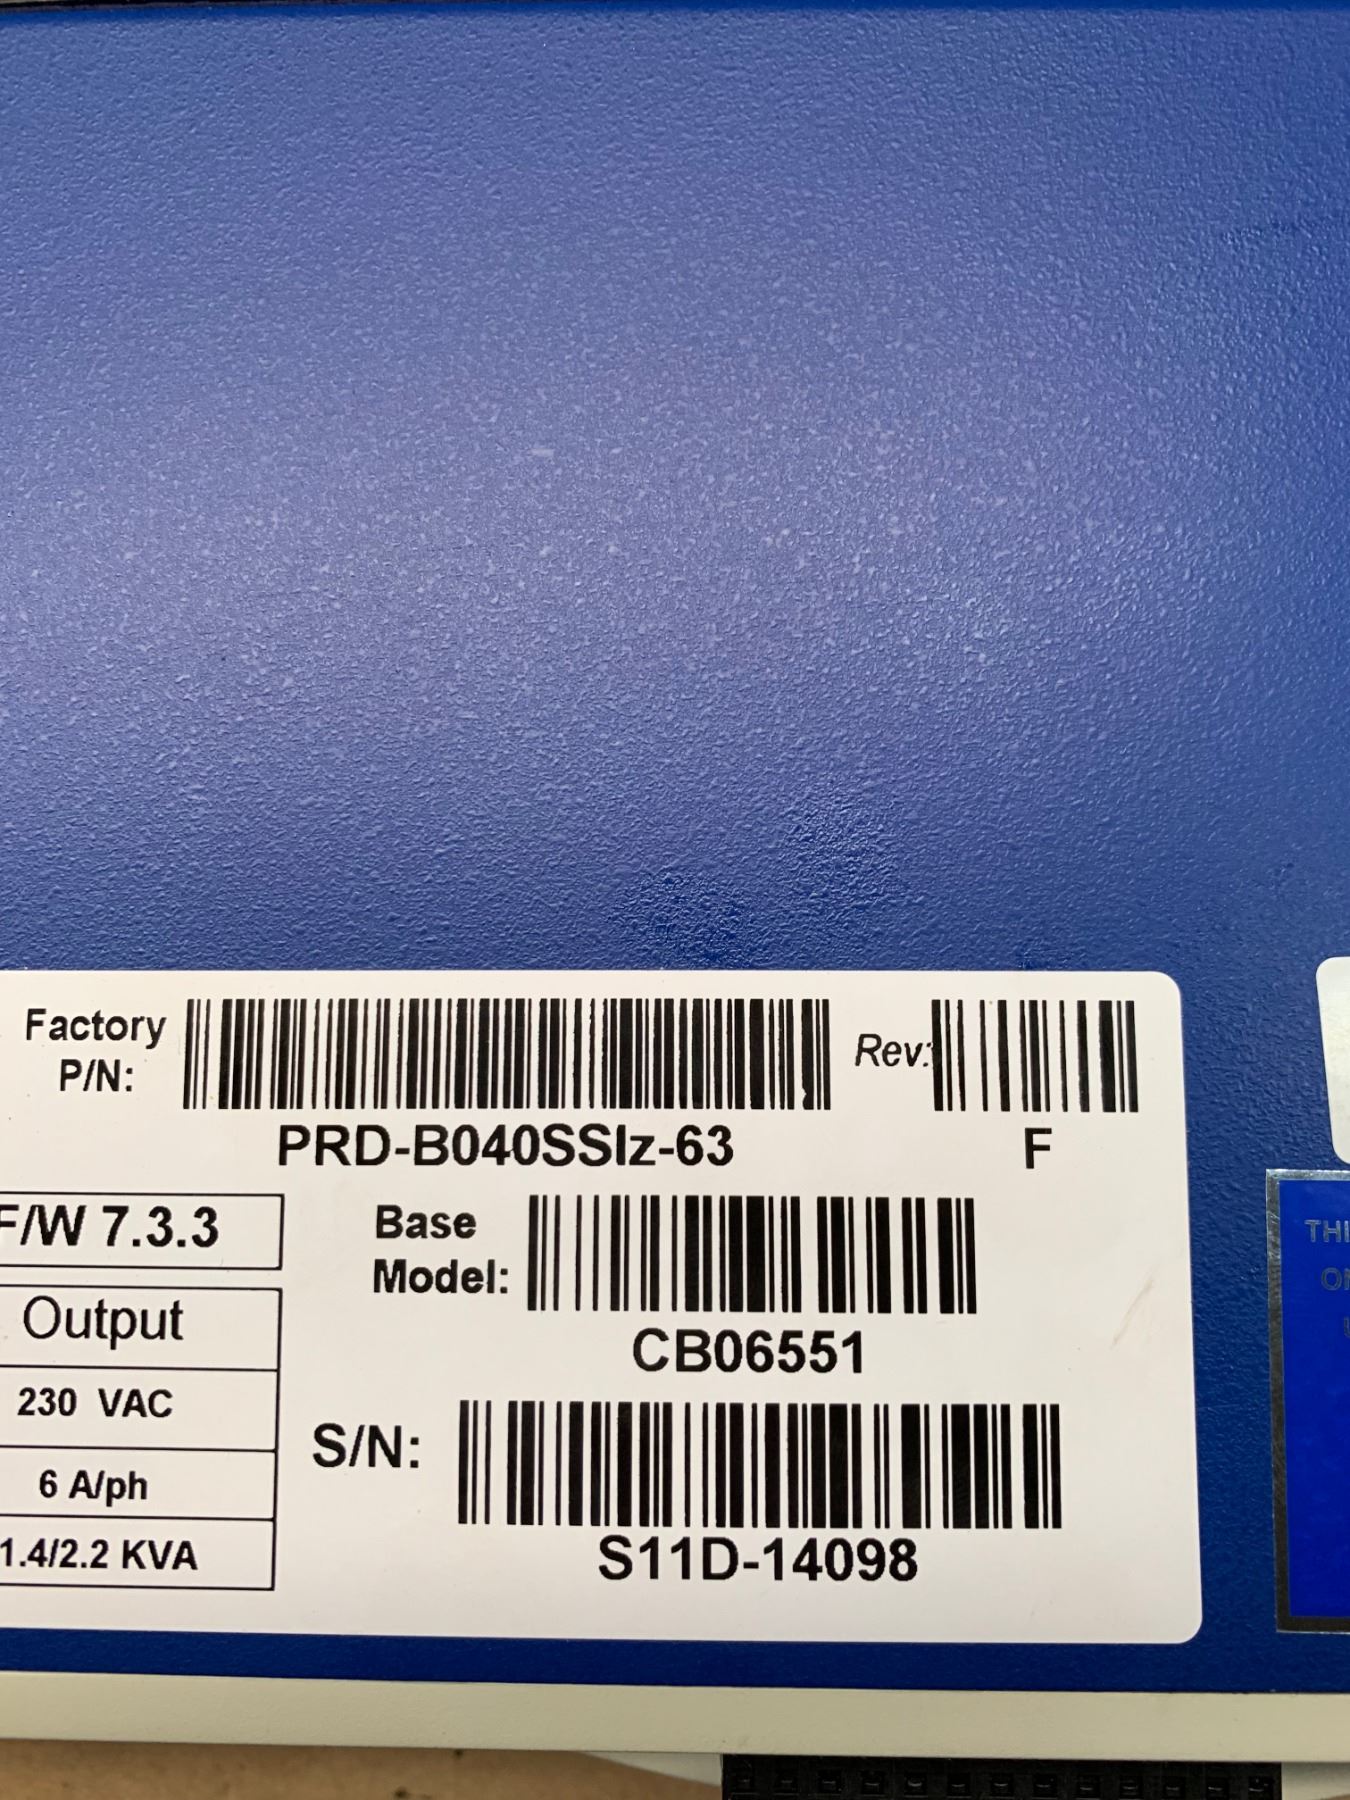 Factory
P/N:
PRD-B040SSIz-63
Rev:
F
F/W 7.3.3
Base
Model:
CB06551
Output
230 VAC
6 A/ph
1.4/2.2 KVA
S/N:
S11D-14098
THI